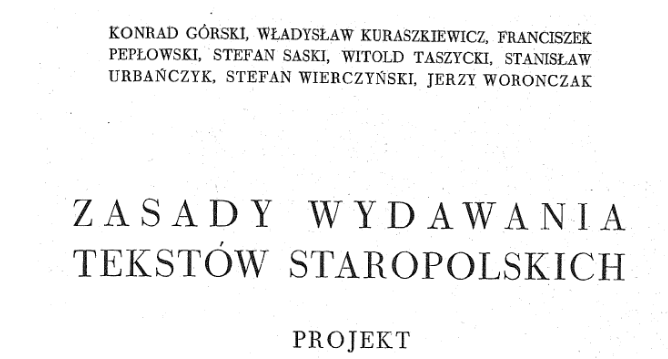 KONRAD GÓRSKI, WŁADYSŁAW KURASZKIEWICZ, FRANCISZEK
PEPŁOWSKI, STEFAN SASKI, WITOLD TASZYCKI, STANISŁAW
URBAŃCZYK, STEFAN WIERCZYŃSKI, JERZY WORONCZAK
ZASADY WYDAWANIA
TEKSTÓW STAROPOLSKICH
PROJEKT